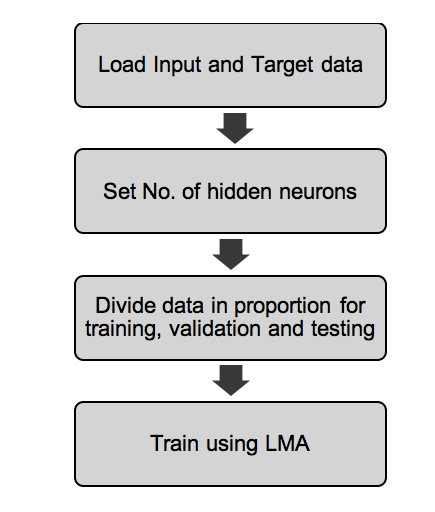 Load Input and Target data
Set No. of hidden neurons
Divide data in proportion for
training, validation and testing
Train using LMA